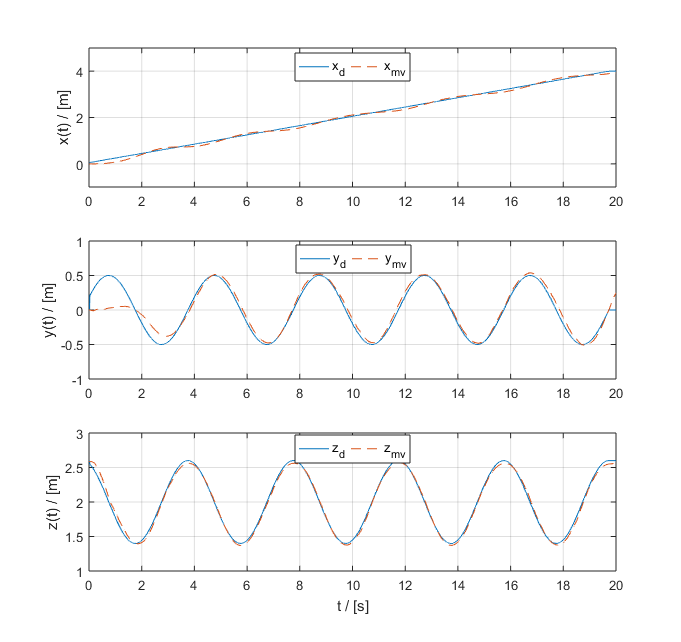 4
2
0
x(t) / [m]
x_d x_mv
0 2 4 6 8 10 12 14 16 18 20
1
0.5
0
-0.5
-1
y(t) / [m]
y_d y_mv
0 2 4 6 8 10 12 14 16 18 20
3
2.5
2
1.5
1
z(t) / [m]
z_d z_mv
0 2 4 6 8 10 12 14 16 18 20
t / [s]